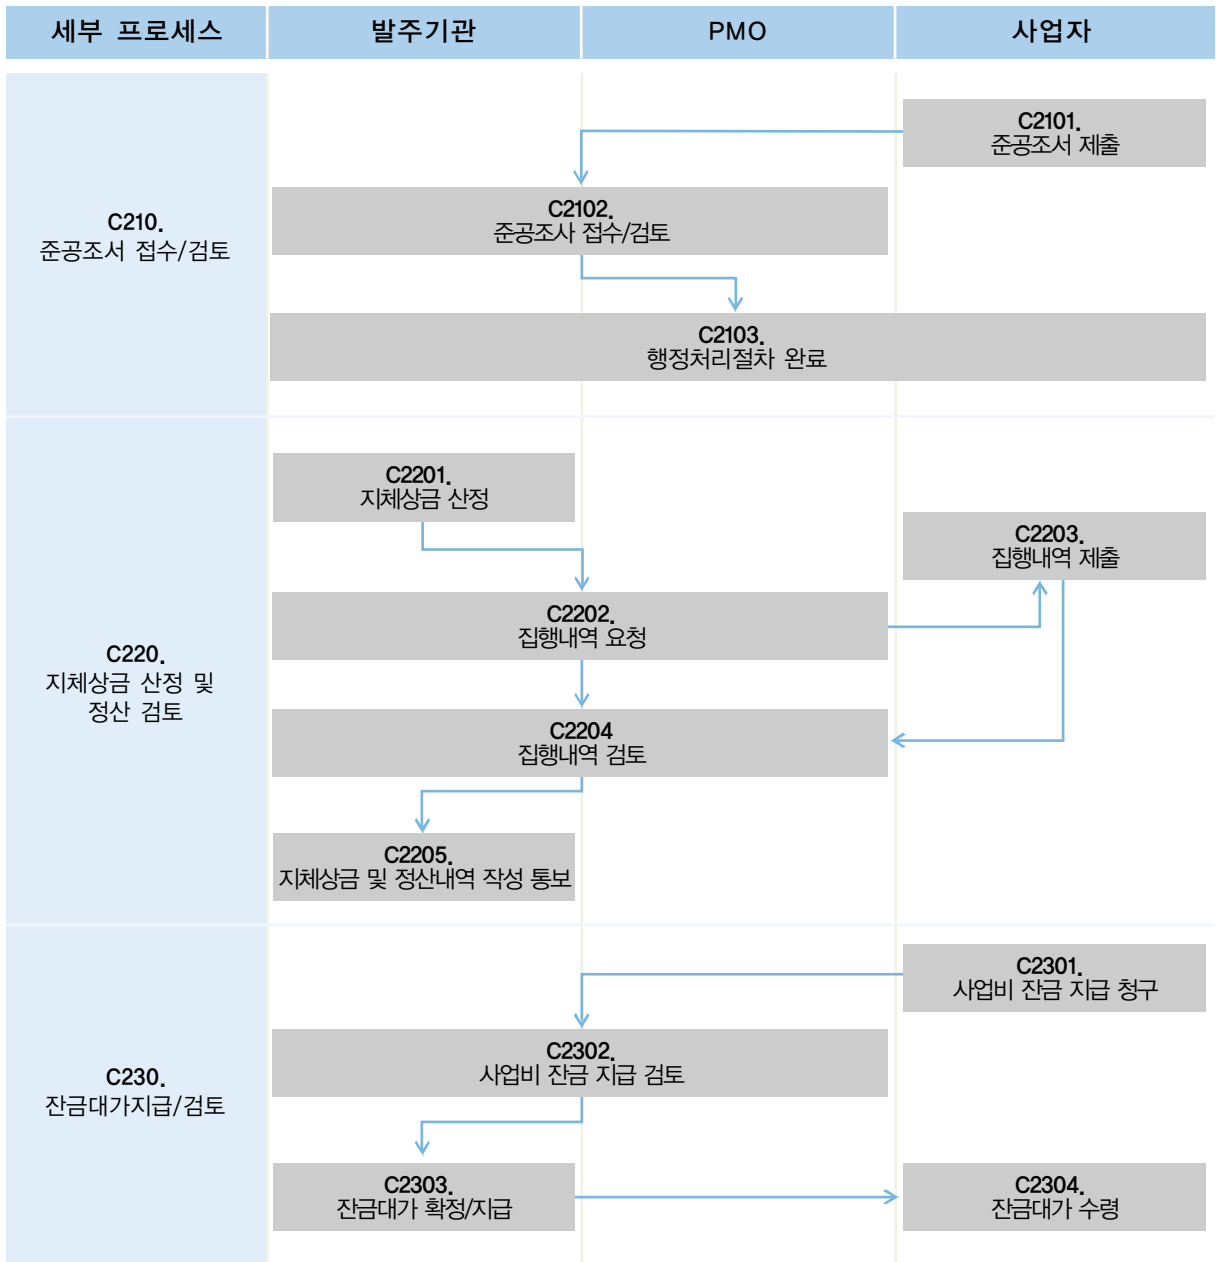 세부 프로세스
발주기관
PMO
사업자
C210.
준공조서 접수/검토
C2101.
준공조서 제출
C2102.
준공조사 접수/검토
C2103.
행정처리절차 완료
C220.
지체상금 산정 및
정산 검토
C2201.
지체상금 산정
C2203.
집행내역 제출
C2202.
집행내역 요청
C2204
집행내역 검토
C2205.
지체상금 및 정산내역 작성 통보
C230.
잔금대가지급/검토
C2301.
사업비 잔금 지급 청구
C2302.
사업비 잔금 지급 검토
C2303.
잔금대가 확정/지급
C2304.
잔금대가 수령